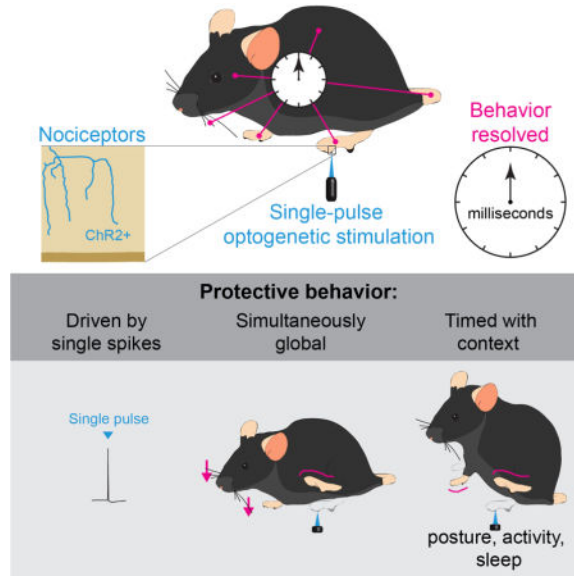 Nociceptors
ChR2+
Single-pulse
optogenetic stimulation
Behavior
resolved
milliseconds
Protective behavior:
Driven by
single spikes
Simultaneously
global
Timed with
context
Single pulse
posture, activity,
sleep